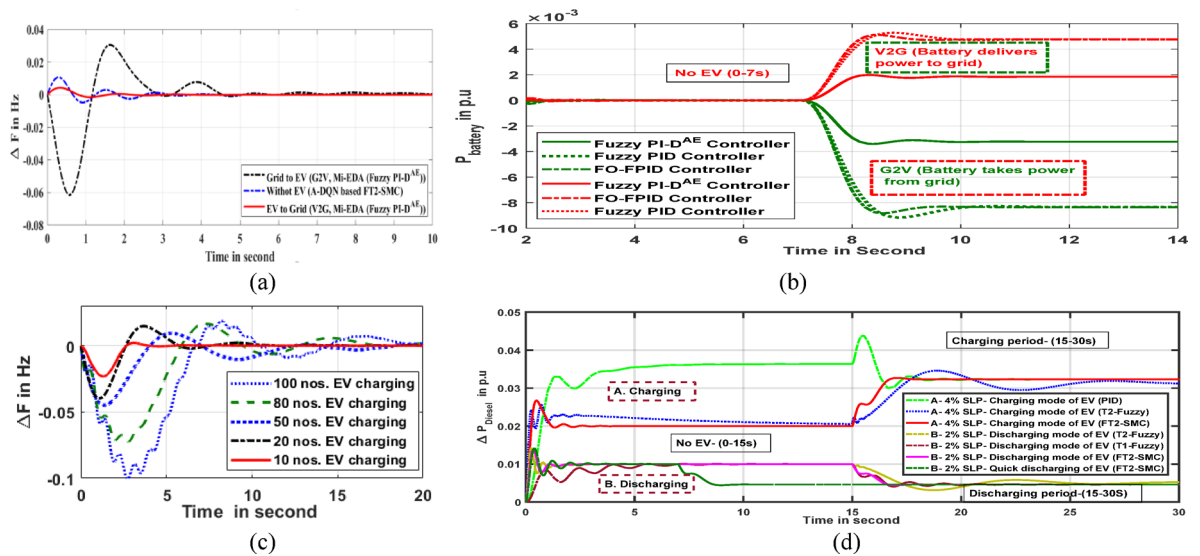 0.04
0.02
0
-0.02
-0.04
-0.06
-0.08
Δ F in Hz
Grid to EV (G2V, Mi-EDA (Fuzzy PI-D^AE))
Withot EV (A-DQN based FT2-SMC)
EV to Grid (V2G, Mi-EDA (Fuzzy PI-D^AE))
0 1 2 3 4 5 6 7 8 9 10
Time in second
(a)
×10⁻³
6
4
2
0
-2
-4
-6
-8
-10
P_battery in p.u
No EV (0-7s)
V2G (Battery delivers
power to grid)
Fuzzy PI-D^AE Controller
Fuzzy PID Controller
FO-FPID Controller
Fuzzy PI-D^AE Controller
FO-FPID Controller
Fuzzy PID Controller
G2V (Battery takes power
from grid)
2 4 6 8 10 12 14
Time in Second
(b)
0
-0.05
-0.1
ΔF in Hz
100 nos. EV charging
80 nos. EV charging
50 nos. EV charging
20 nos. EV charging
10 nos. EV charging
0 5 10 15 20
Time in second
(c)
0.05
0.04
0.03
0.02
0.01
0
Δ P_Diesel in p.u
Charging period- (15-30s)
A. Charging
No EV- (0-15s)
B. Discharging
A- 4% SLP- Charging mode of EV (PID)
A- 4% SLP- Charging mode of EV (T2-Fuzzy)
A- 4% SLP- Charging mode of EV (FT2-SMC)
B- 2% SLP- Discharging mode of EV (T2-Fuzzy)
B- 2% SLP- Discharging mode of EV (T1-Fuzzy)
B- 2% SLP- Discharging mode of EV (FT2-SMC)
B- 2% SLP- Quick discharging of EV (FT2-SMC)
Discharging period-(15-30S)
0 5 10 15 20 25 30
Time in second
(d)